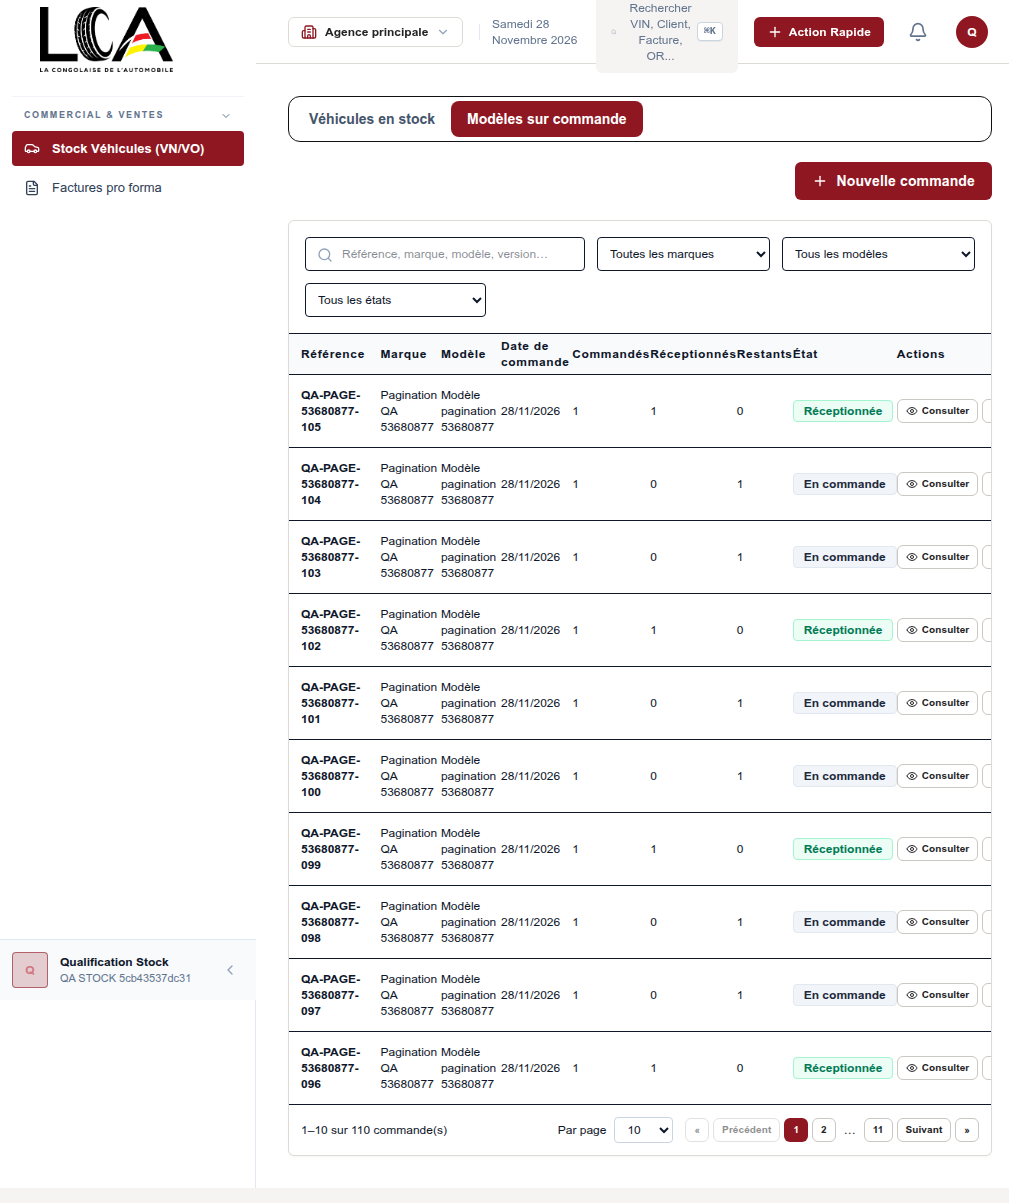 LCA
LA CONGOLAISE DE L'AUTOMOBILE
COMMERCIAL & VENTES
Stock Véhicules (VN/VO)
Factures pro forma
Qualification Stock
Q
QA STOCK 5cb43537dc31
Agence principale
Samedi 28
Novembre 2026
Rechercher
VIN, Client,
Facture,
OR...
⌘K
Action Rapide
Q
Véhicules en stock
Modèles sur commande
Nouvelle commande
Référence, marque, modèle, version…
Toutes les marques
Tous les modèles
Tous les états
Référence Marque Modèle Date de commande Commandés Réceptionnés Restants État Actions
QA-PAGE-53680877-105 Pagination QA 53680877 Modèle pagination 53680877 28/11/2026 1 1 0 Réceptionnée Consulter
QA-PAGE-53680877-104 Pagination QA 53680877 Modèle pagination 53680877 28/11/2026 1 0 1 En commande Consulter
QA-PAGE-53680877-103 Pagination QA 53680877 Modèle pagination 53680877 28/11/2026 1 0 1 En commande Consulter
QA-PAGE-53680877-102 Pagination QA 53680877 Modèle pagination 53680877 28/11/2026 1 1 0 Réceptionnée Consulter
QA-PAGE-53680877-101 Pagination QA 53680877 Modèle pagination 53680877 28/11/2026 1 0 1 En commande Consulter
QA-PAGE-53680877-100 Pagination QA 53680877 Modèle pagination 53680877 28/11/2026 1 0 1 En commande Consulter
QA-PAGE-53680877-099 Pagination QA 53680877 Modèle pagination 53680877 28/11/2026 1 1 0 Réceptionnée Consulter
QA-PAGE-53680877-098 Pagination QA 53680877 Modèle pagination 53680877 28/11/2026 1 0 1 En commande Consulter
QA-PAGE-53680877-097 Pagination QA 53680877 Modèle pagination 53680877 28/11/2026 1 0 1 En commande Consulter
QA-PAGE-53680877-096 Pagination QA 53680877 Modèle pagination 53680877 28/11/2026 1 1 0 Réceptionnée Consulter
1–10 sur 110 commande(s) Par page 10 « Précédent 1 2 … 11 Suivant »